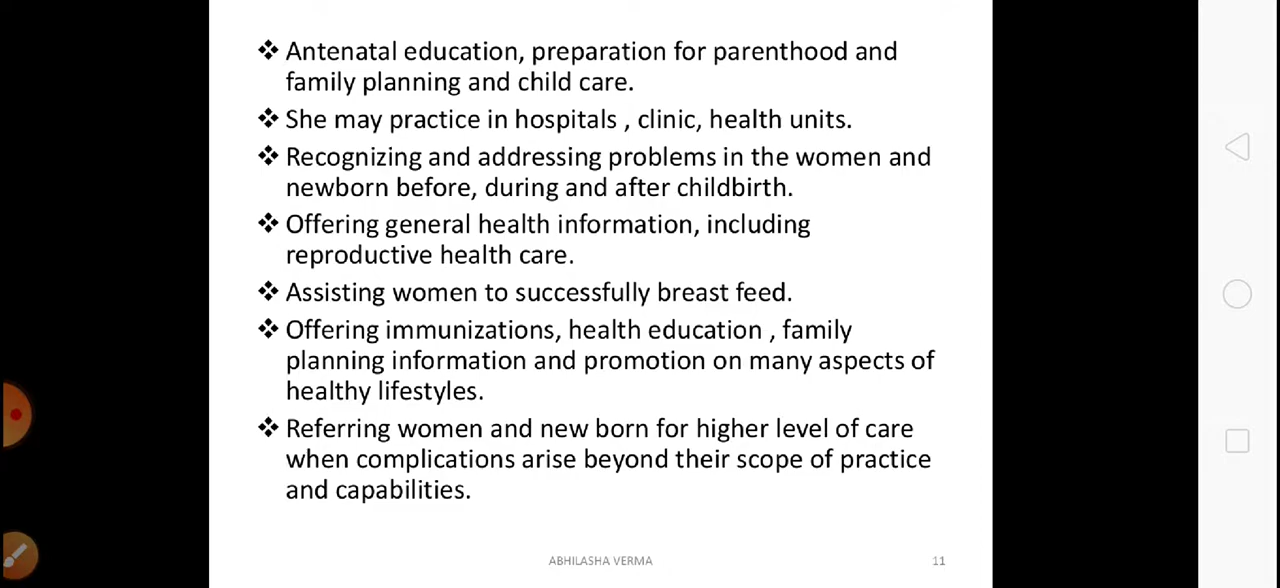 ❖ Antenatal education, preparation for parenthood and
family planning and child care.
❖ She may practice in hospitals , clinic, health units.
❖ Recognizing and addressing problems in the women and
newborn before, during and after childbirth.
❖ Offering general health information, including
reproductive health care.
❖ Assisting women to successfully breast feed.
❖ Offering immunizations, health education , family
planning information and promotion on many aspects of
healthy lifestyles.
❖ Referring women and new born for higher level of care
when complications arise beyond their scope of practice
and capabilities.
ABHILASHA VERMA 11